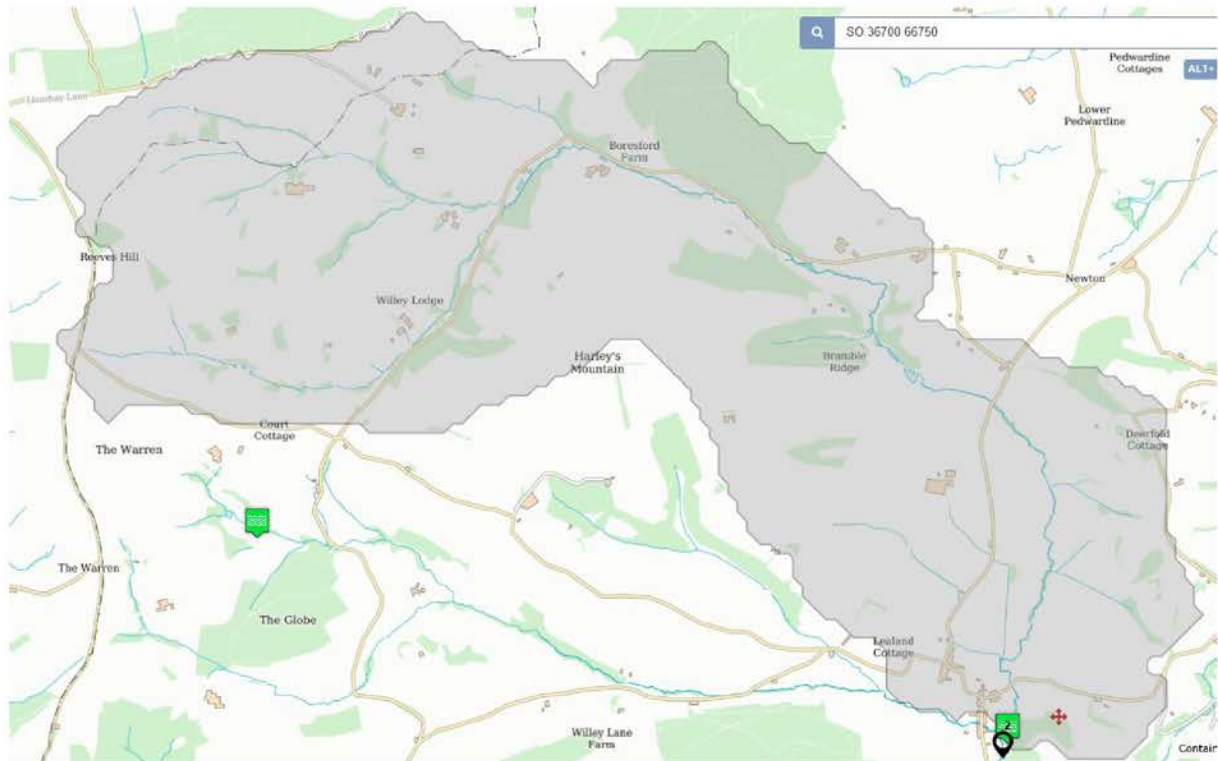 SO 36700 66750
Pedwardine
Cottages
ALT+
Lower
Pedwardine
Boresford
Farm
Reeves Hill
Newton
Willey Lodge
Harley's
Mountain
Bramble
Ridge
Court
Cottage
Deerfold
Cottage
The Warren
The Warren
The Globe
Lealand
Cottage
2
Willey Lane
Farm
Contair